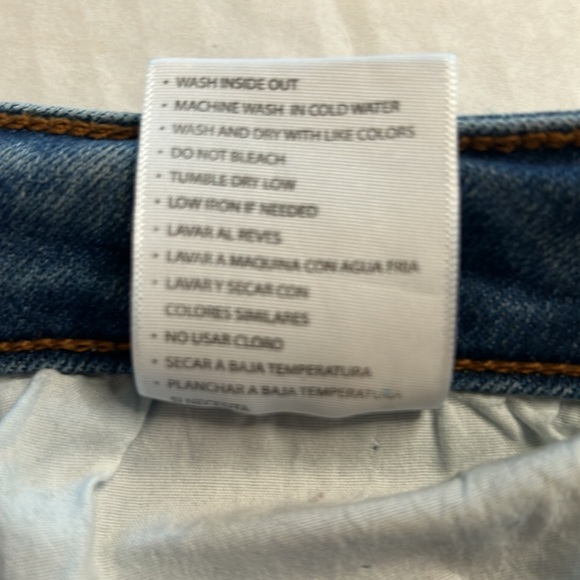 • WASH INSIDE OUT
• MACHINE WASH IN COLD WATER
• WASH AND DRY WITH LIKE COLORS
• DO NOT BLEACH
• TUMBLE DRY LOW
• LOW IRON IF NEEDED
• LAVAR AL REVES
• LAVAR A MAQUINA CON AGUA FRIA
• LAVAR Y SECAR CON
COLORES SIMILARES
• NO USAR CLORO
• SECAR A BAJA TEMPERATURA
• PLANCHAR A BAJA TEMPERATURA
SI NECESITA